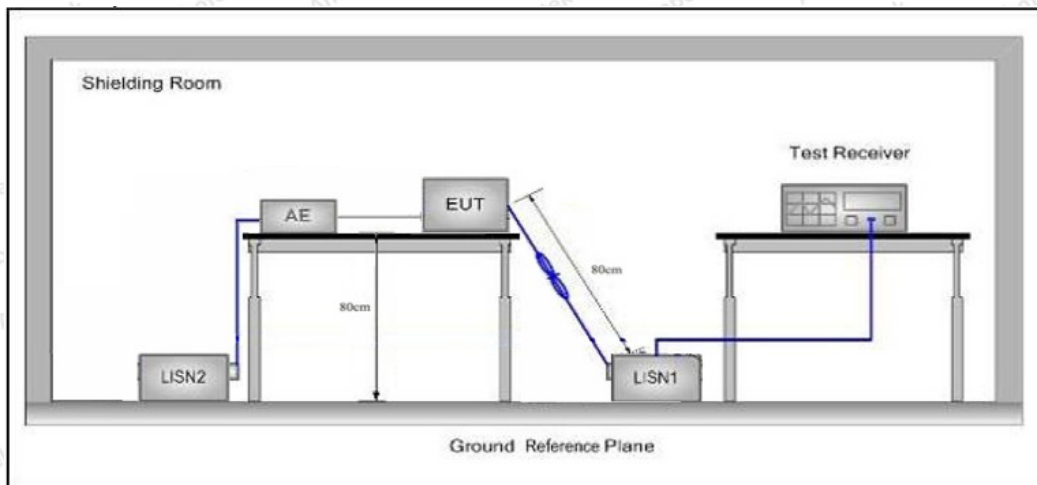 Shielding Room
Test Receiver
AE
EUT
80cm
80cm
LISN2
LISN1
Ground Reference Plane